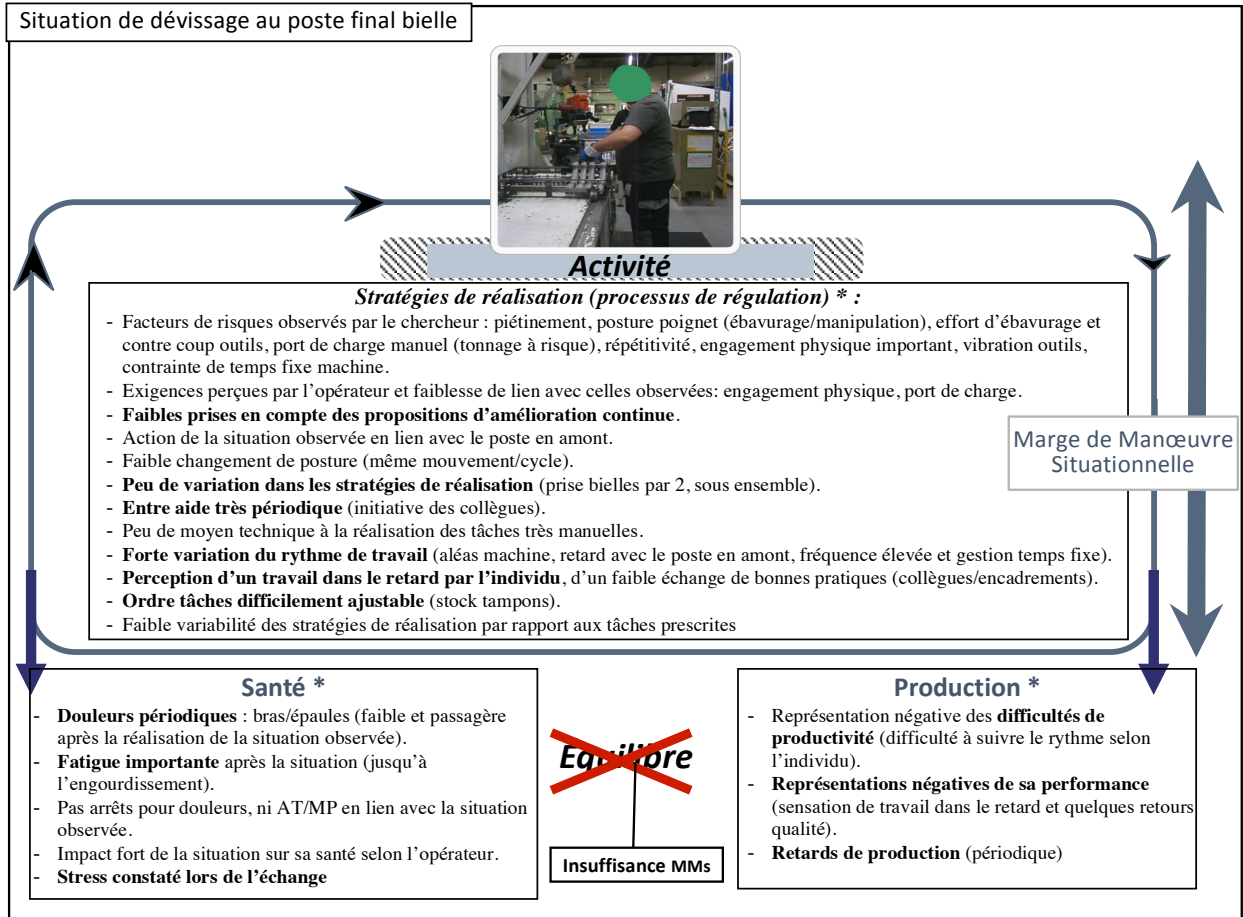 Situation de dévissage au poste final bielle
Activité
Stratégies de réalisation (processus de régulation) * :
- Facteurs de risques observés par le chercheur : piétinement, posture poignet (ébavurage/manipulation), effort d’ébavurage et
contre coup outils, port de charge manuel (tonnage à risque), répétitivité, engagement physique important, vibration outils,
contrainte de temps fixe machine.
- Exigences perçues par l’opérateur et faiblesse de lien avec celles observées: engagement physique, port de charge.
- Faibles prises en compte des propositions d’amélioration continue.
- Action de la situation observée en lien avec le poste en amont.
- Faible changement de posture (même mouvement/cycle).
- Peu de variation dans les stratégies de réalisation (prise bielles par 2, sous ensemble).
- Entre aide très périodique (initiative des collègues).
- Peu de moyen technique à la réalisation des tâches très manuelles.
- Forte variation du rythme de travail (aléas machine, retard avec le poste en amont, fréquence élevée et gestion temps fixe).
- Perception d’un travail dans le retard par l’individu, d’un faible échange de bonnes pratiques (collègues/encadrements).
- Ordre tâches difficilement ajustable (stock tampons).
- Faible variabilité des stratégies de réalisation par rapport aux tâches prescrites
Marge de Manœuvre
Situationnelle
Santé *
- Douleurs périodiques : bras/épaules (faible et passagère
après la réalisation de la situation observée).
- Fatigue importante après la situation (jusqu’à
l’engourdissement).
- Pas arrêts pour douleurs, ni AT/MP en lien avec la situation
observée.
- Impact fort de la situation sur sa santé selon l’opérateur.
- Stress constaté lors de l’échange
Equilibre
Insuffisance MMs
Production *
- Représentation négative des difficultés de
productivité (difficulté à suivre le rythme selon
l’individu).
- Représentations négatives de sa performance
(sensation de travail dans le retard et quelques retours
qualité).
- Retards de production (périodique)